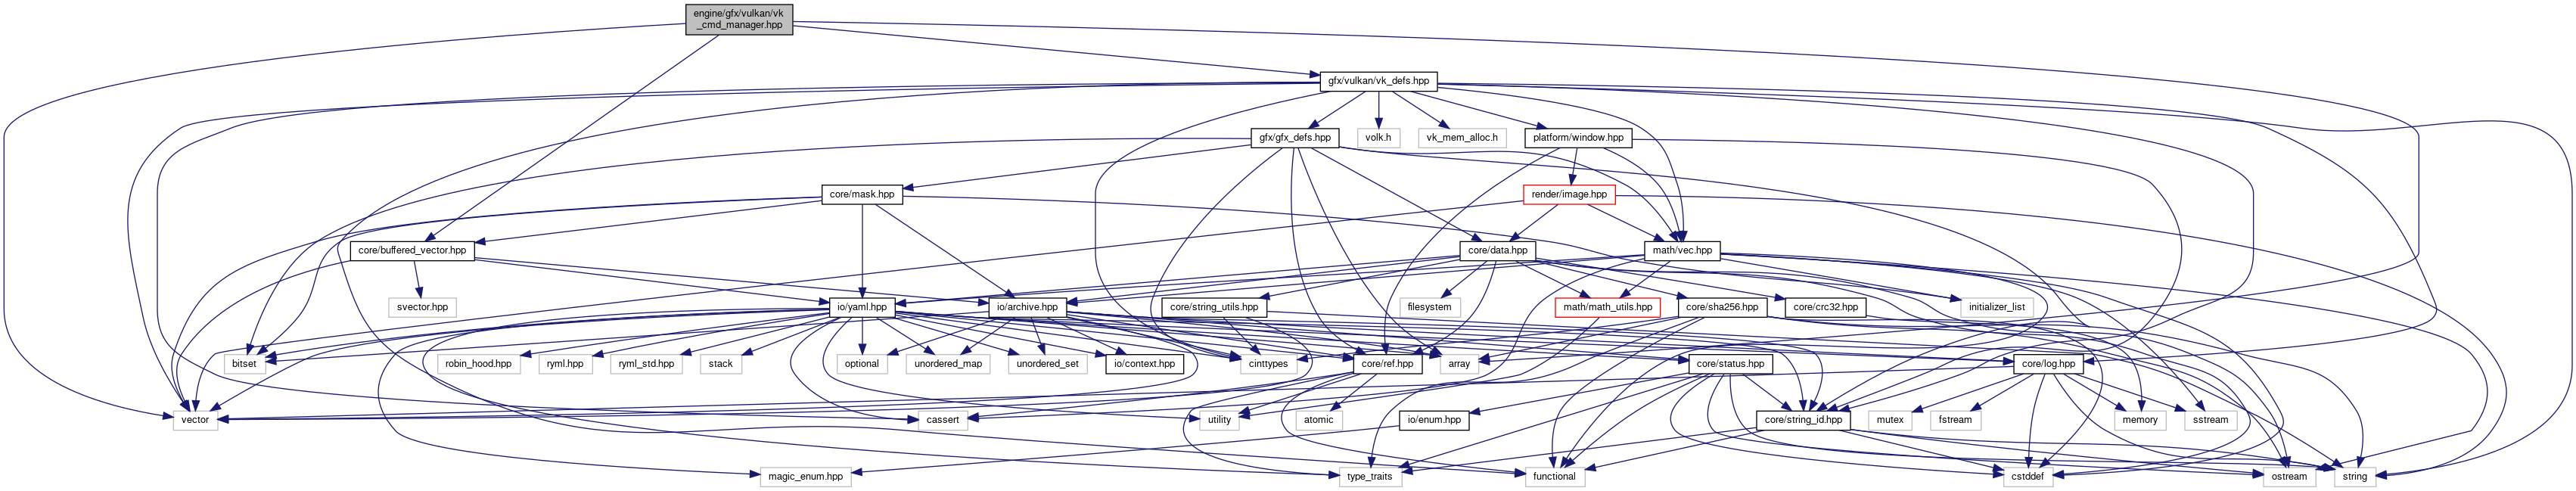 engine/gfx/vulkan/vk
_cmd_manager.hpp
gfx/vulkan/vk_defs.hpp
gfx/gfx_defs.hpp
volk.h
vk_mem_alloc.h
platform/window.hpp
core/mask.hpp
render/image.hpp
core/buffered_vector.hpp
core/data.hpp
math/vec.hpp
svector.hpp
io/yaml.hpp
io/archive.hpp
core/string_utils.hpp
filesystem
math/math_utils.hpp
core/sha256.hpp
core/crc32.hpp
initializer_list
bitset
robin_hood.hpp
ryml.hpp
ryml_std.hpp
stack
optional
unordered_map
unordered_set
io/context.hpp
cinttypes
core/ref.hpp
array
core/status.hpp
core/log.hpp
vector
cassert
utility
atomic
io/enum.hpp
core/string_id.hpp
mutex
fstream
memory
sstream
magic_enum.hpp
type_traits
functional
cstddef
ostream
string